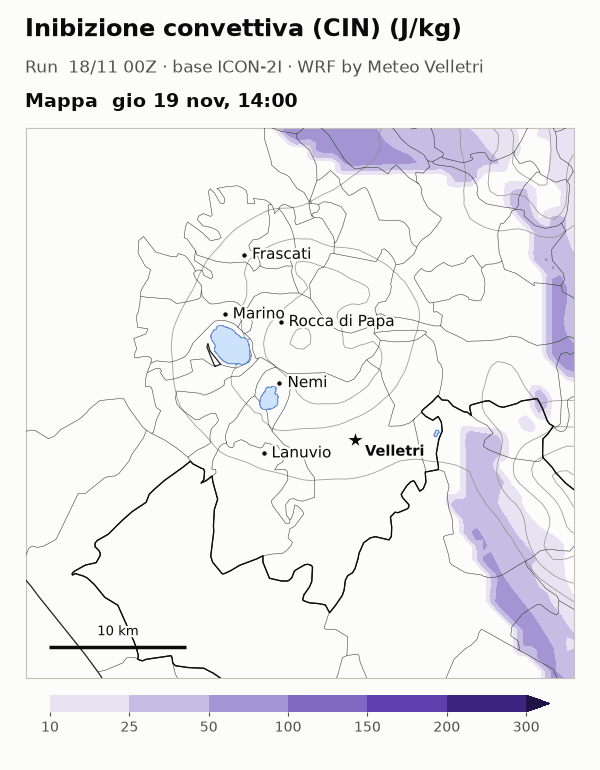 Inibizione convettiva (CIN) (J/kg)
Run  18/11 00Z · base ICON-2I · WRF by Meteo Velletri
Mappa  gio 19 nov, 14:00
Frascati
Marino
Rocca di Papa
Nemi
Velletri
Lanuvio
10 km
10 25 50 100 150 200 300